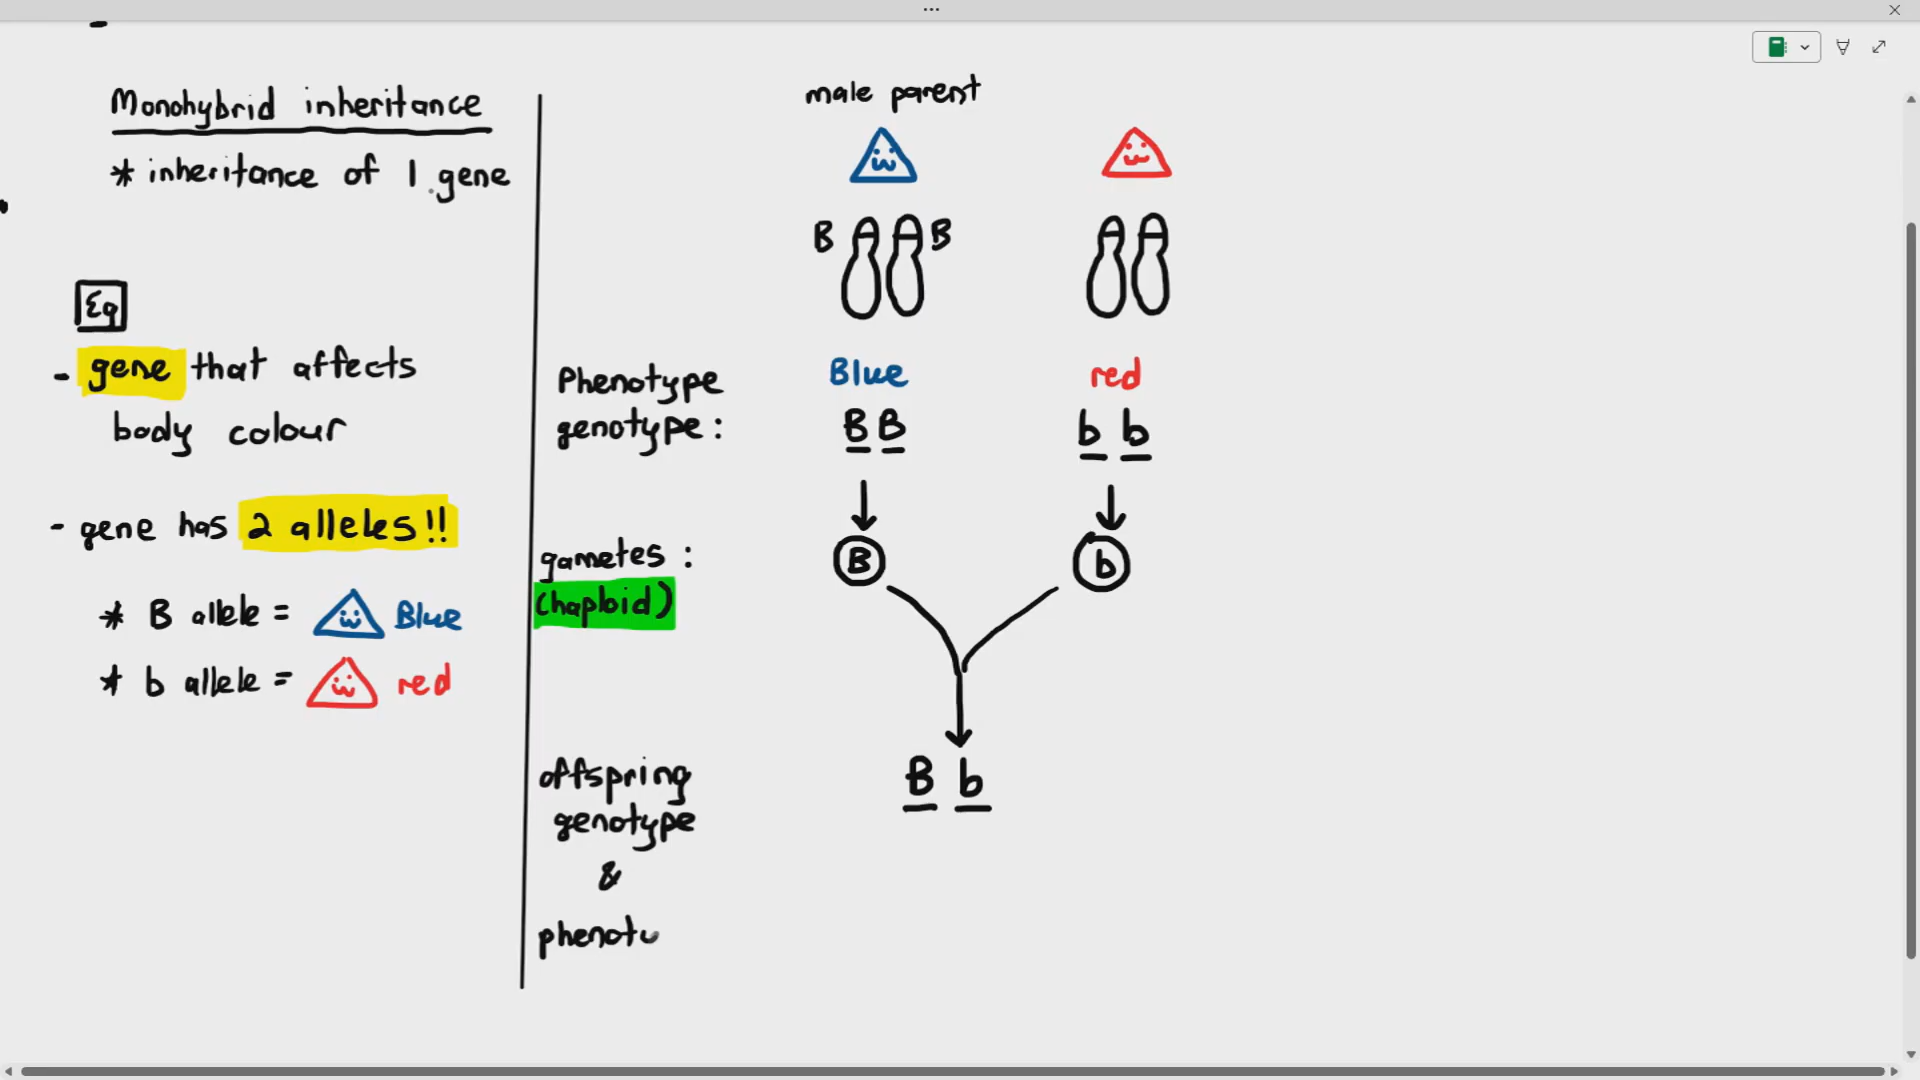 Monohybrid inheritance
* inheritance of 1 gene
Eg
- gene that affects
body colour
- gene has 2 alleles!!
* B allele = Blue
* b allele = red
male parent
B B
Phenotype Blue red
genotype: B B b b
gametes: B b
(haploid)
offspring B b
genotype
&
phenoty